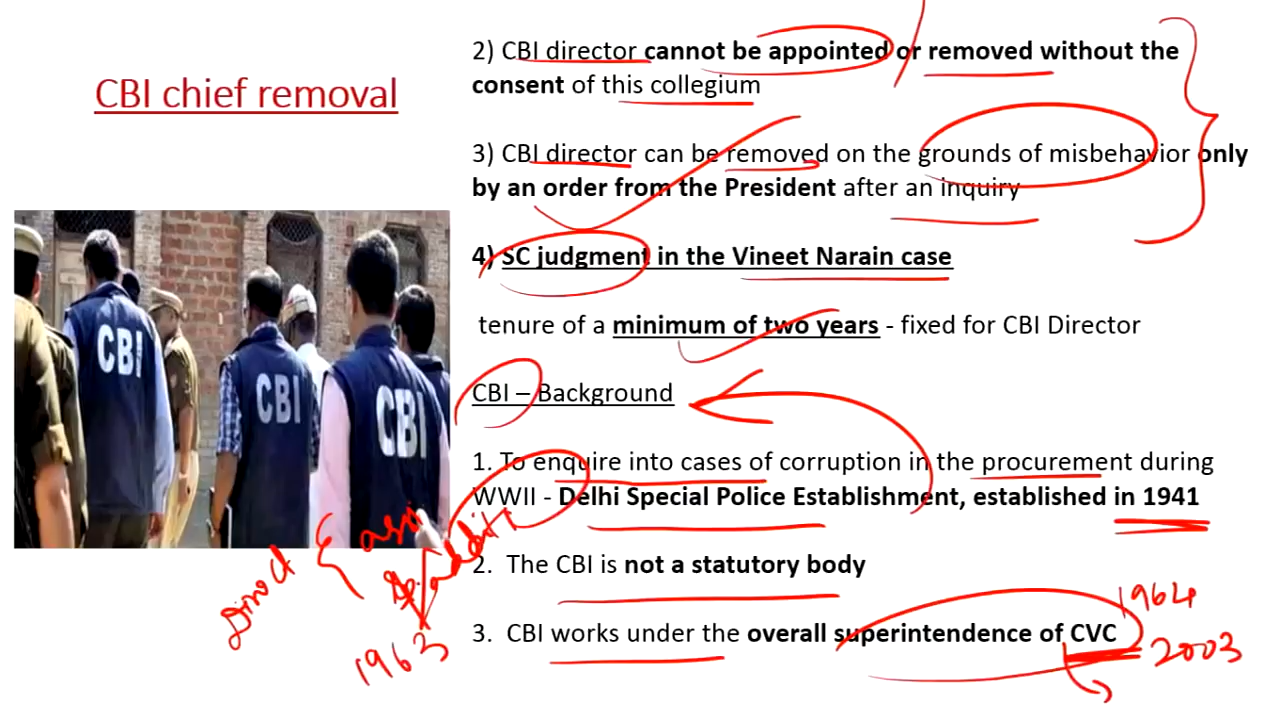 CBI chief removal
2) CBI director cannot be appointed or removed without the
consent of this collegium
3) CBI director can be removed on the grounds of misbehavior only
by an order from the President after an inquiry
4) SC judgment in the Vineet Narain case
tenure of a minimum of two years - fixed for CBI Director
CBI – Background
1. To enquire into cases of corruption in the procurement during
WWII - Delhi Special Police Establishment, established in 1941
2. The CBI is not a statutory body
3. CBI works under the overall superintendence of CVC
CBI
CBI
CBI
1963
1964
2003